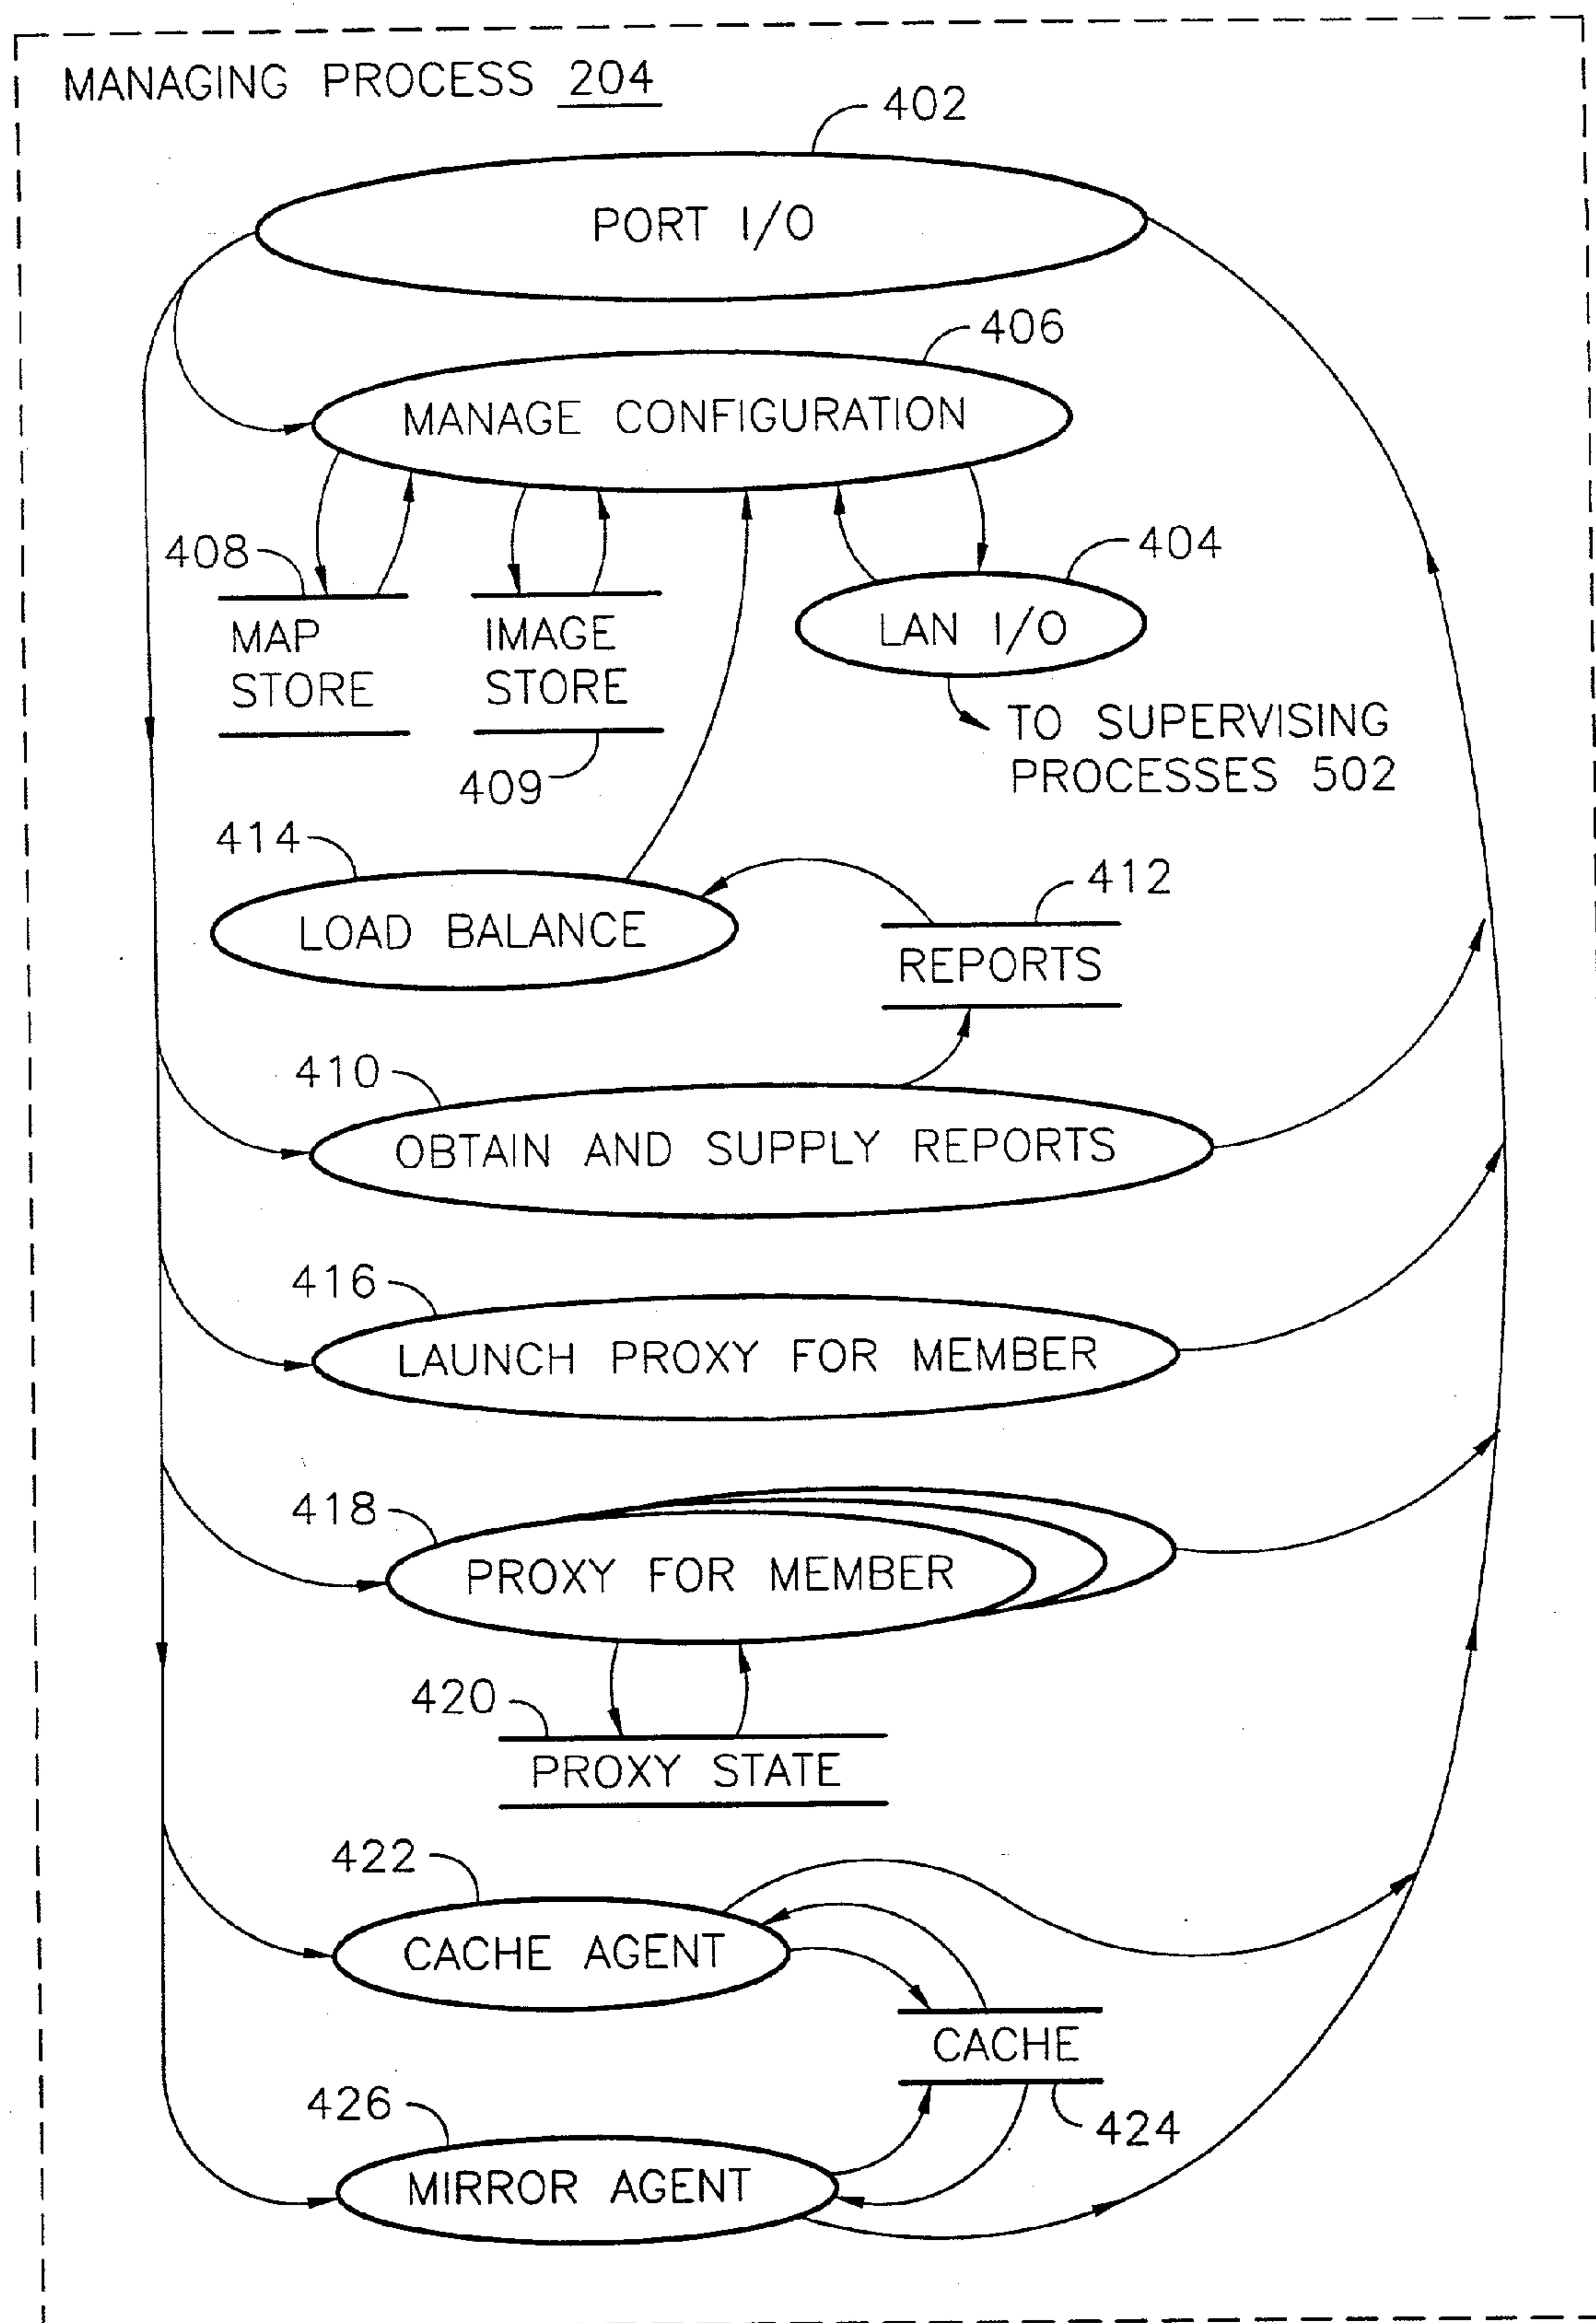 MANAGING PROCESS 204
402
PORT I/O
406
MANAGE CONFIGURATION
408
MAP
STORE
IMAGE
STORE
409
404
LAN I/O
TO SUPERVISING
PROCESSES 502
414
LOAD BALANCE
412
REPORTS
410
OBTAIN AND SUPPLY REPORTS
416
LAUNCH PROXY FOR MEMBER
418
PROXY FOR MEMBER
420
PROXY STATE
422
CACHE AGENT
CACHE
424
426
MIRROR AGENT